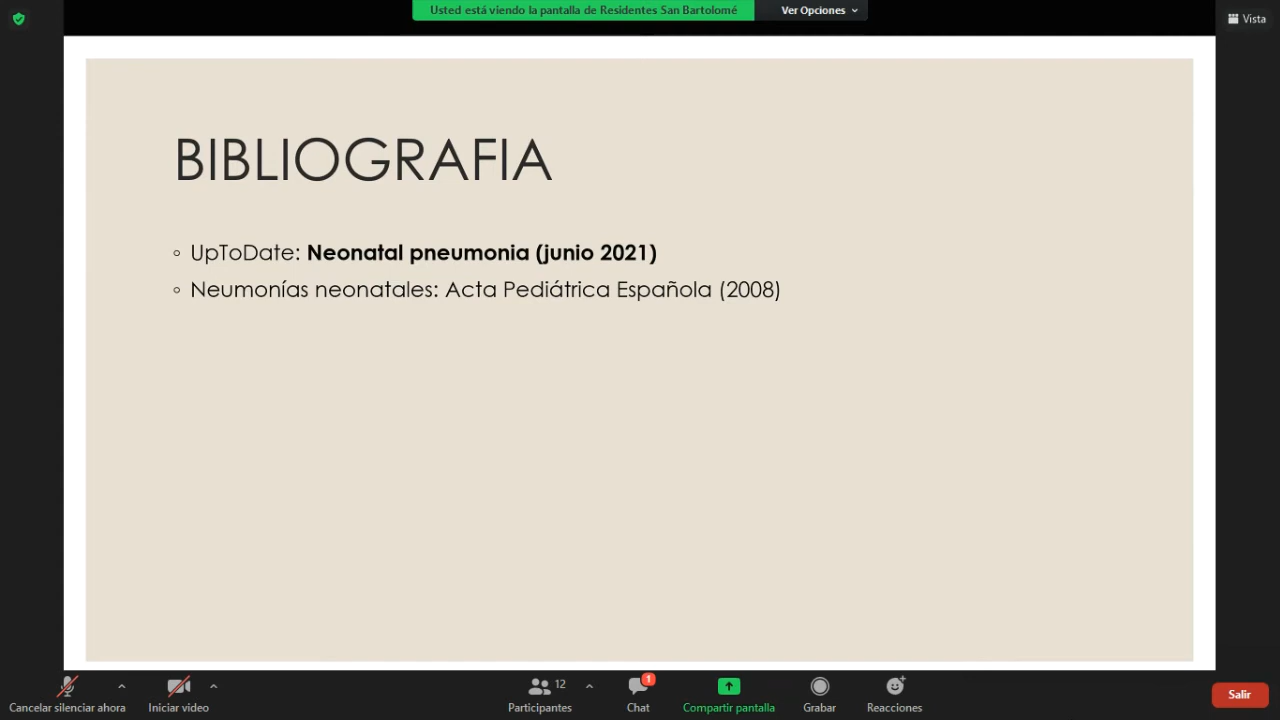 Usted está viendo la pantalla de Residentes San Bartolomé
Ver Opciones
Vista
BIBLIOGRAFIA
◦ UpToDate: Neonatal pneumonia (junio 2021)
◦ Neumonías neonatales: Acta Pediátrica Española (2008)
Cancelar silenciar ahora
Iniciar video
12
Participantes
1
Chat
Compartir pantalla
Grabar
Reacciones
Salir